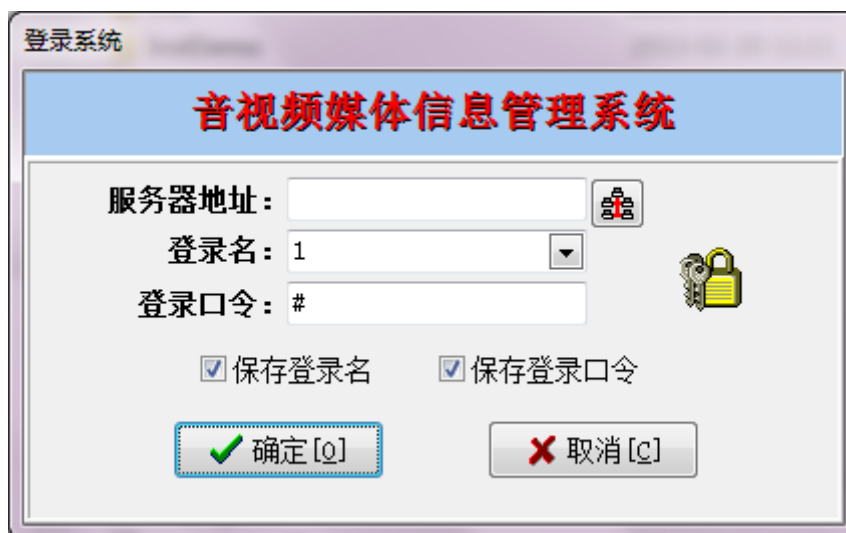 登录系统
音视频媒体信息管理系统
服务器地址:
登录名: 1
登录口令: #
保存登录名 保存登录口令
确定[O] 取消[C]